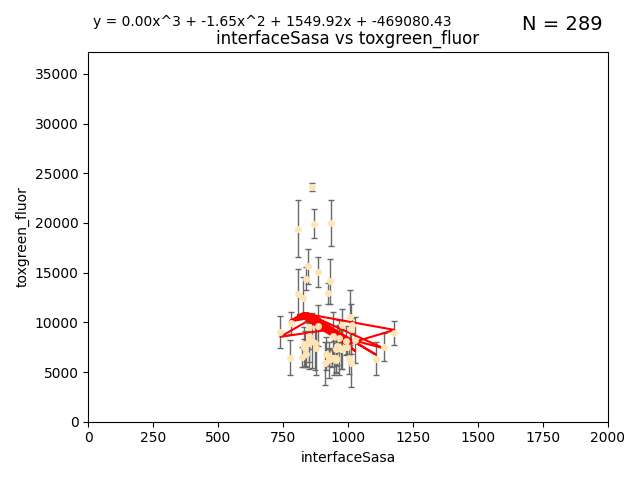 y = 0.00x^3 + -1.65x^2 + 1549.92x + -469080.43
N = 289
interfaceSasa vs toxgreen_fluor
35000
30000
25000
20000
15000
10000
5000
0
toxgreen_fluor
0 250 500 750 1000 1250 1500 1750 2000
interfaceSasa